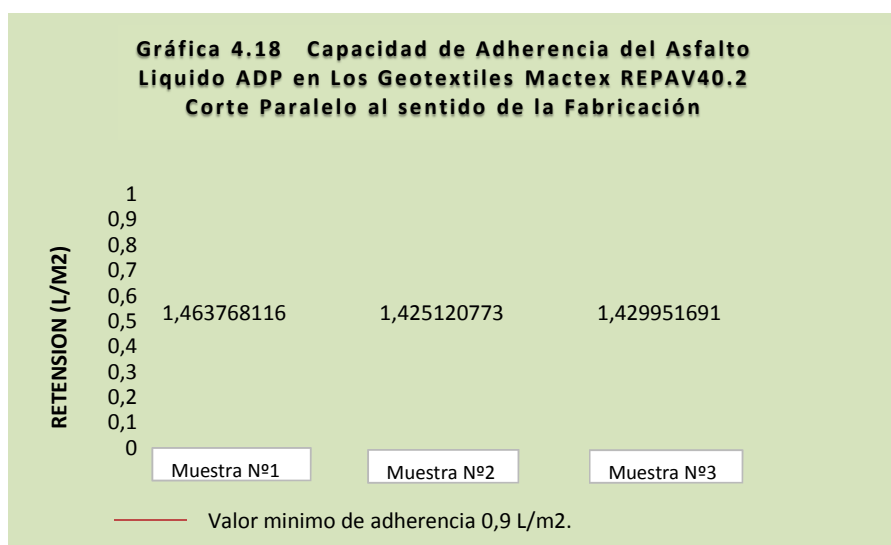 Gráfica 4.18 Capacidad de Adherencia del Asfalto
Liquido ADP en Los Geotextiles Mactex REPAV40.2
Corte Paralelo al sentido de la Fabricación
RETENSION (L/M2)
1
0,9
0,8
0,7
0,6
0,5
0,4
0,3
0,2
0,1
0
1,463768116
1,425120773
1,429951691
Muestra Nº1
Muestra Nº2
Muestra Nº3
Valor minimo de adherencia 0,9 L/m2.